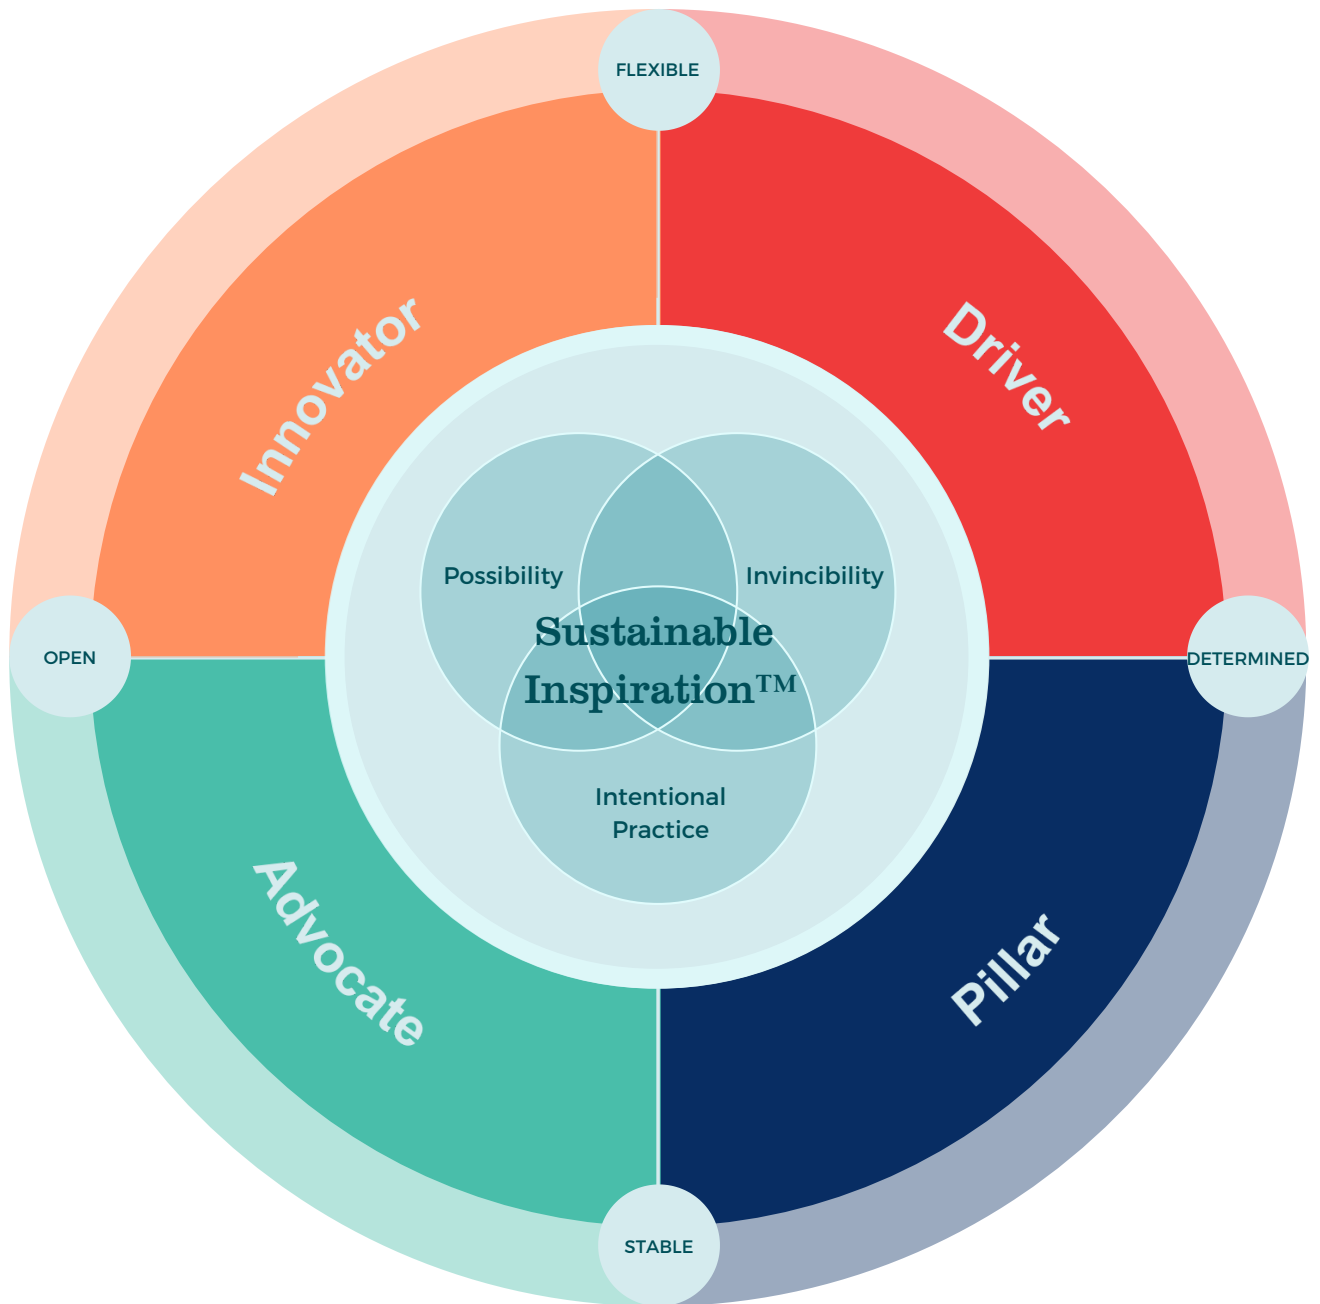 FLEXIBLE
Innovator
Driver
Possibility
Invincibility
Sustainable
Inspiration™
OPEN
DETERMINED
Intentional
Practice
Advocate
Pillar
STABLE